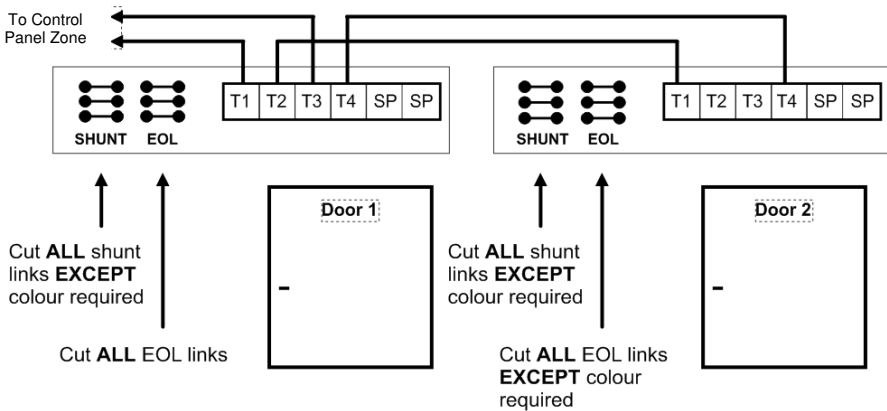 To Control
Panel Zone
T1 T2 T3 T4 SP SP
SHUNT EOL
T1 T2 T3 T4 SP SP
SHUNT EOL
Door 1
Door 2
Cut ALL shunt
links EXCEPT
colour required
Cut ALL EOL links
Cut ALL shunt
links EXCEPT
colour required
Cut ALL EOL links
EXCEPT colour
required